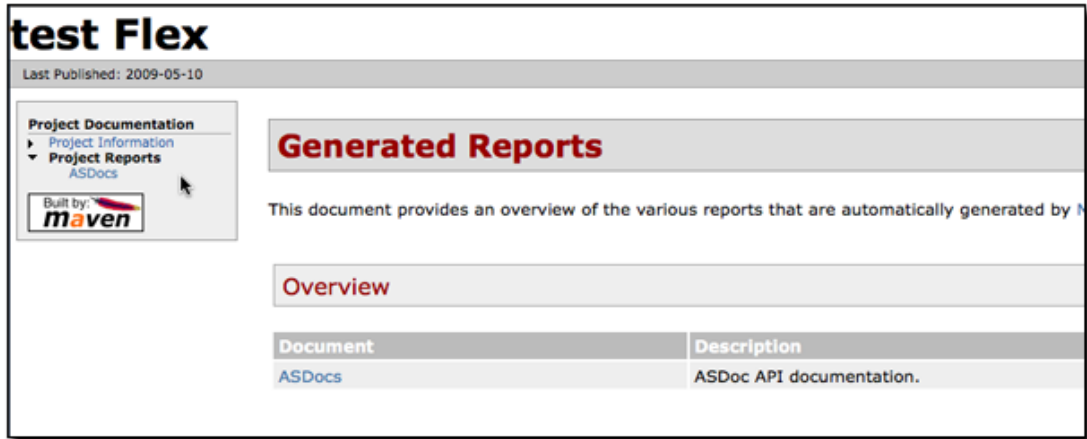 test Flex
Last Published: 2009-05-10
Project Documentation
Project Information
Project Reports
ASDocs
Built by:
maven
Generated Reports
This document provides an overview of the various reports that are automatically generated by
Overview
Document Description
ASDocs ASDoc API documentation.